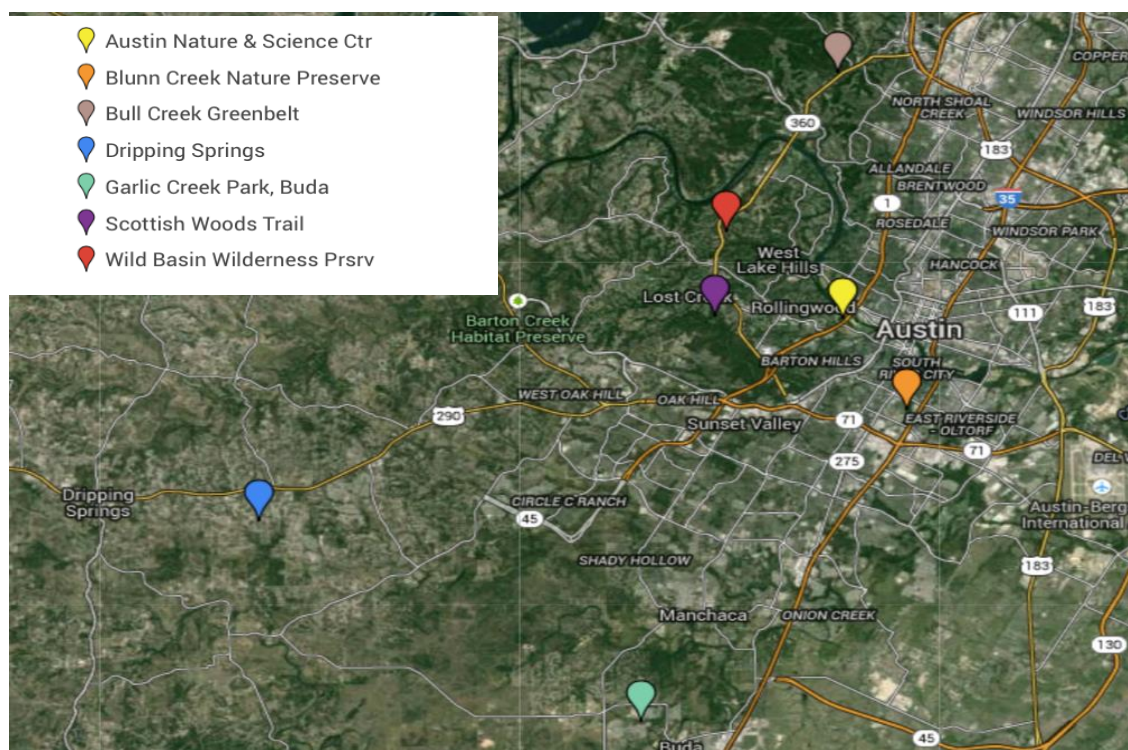 Austin Nature & Science Ctr
Blunn Creek Nature Preserve
Bull Creek Greenbelt
Dripping Springs
Garlic Creek Park, Buda
Scottish Woods Trail
Wild Basin Wilderness Prsrv
COPPER
NORTH SHOAL
CREEK
WINDSOR HILLS
360
183
ALLANDALE
BRENTWOOD
35
1
ROSEDALE
WINDSOR PARK
West
Lake Hills
HANCOCK
Lost Creek
Rollingwood
183
111
Barton Creek
Habitat Preserve
Austin
BARTON HILLS
SOUTH
RIVER CITY
WEST OAK HILL
OAK HILL
290
Sunset Valley
71
EAST RIVERSIDE
- OLTORF
71
275
DEL
Dripping
Springs
CIRCLE C RANCH
45
Austin-Berg
International
SHADY HOLLOW
183
Manchaca
ONION CREEK
130
45
Buda